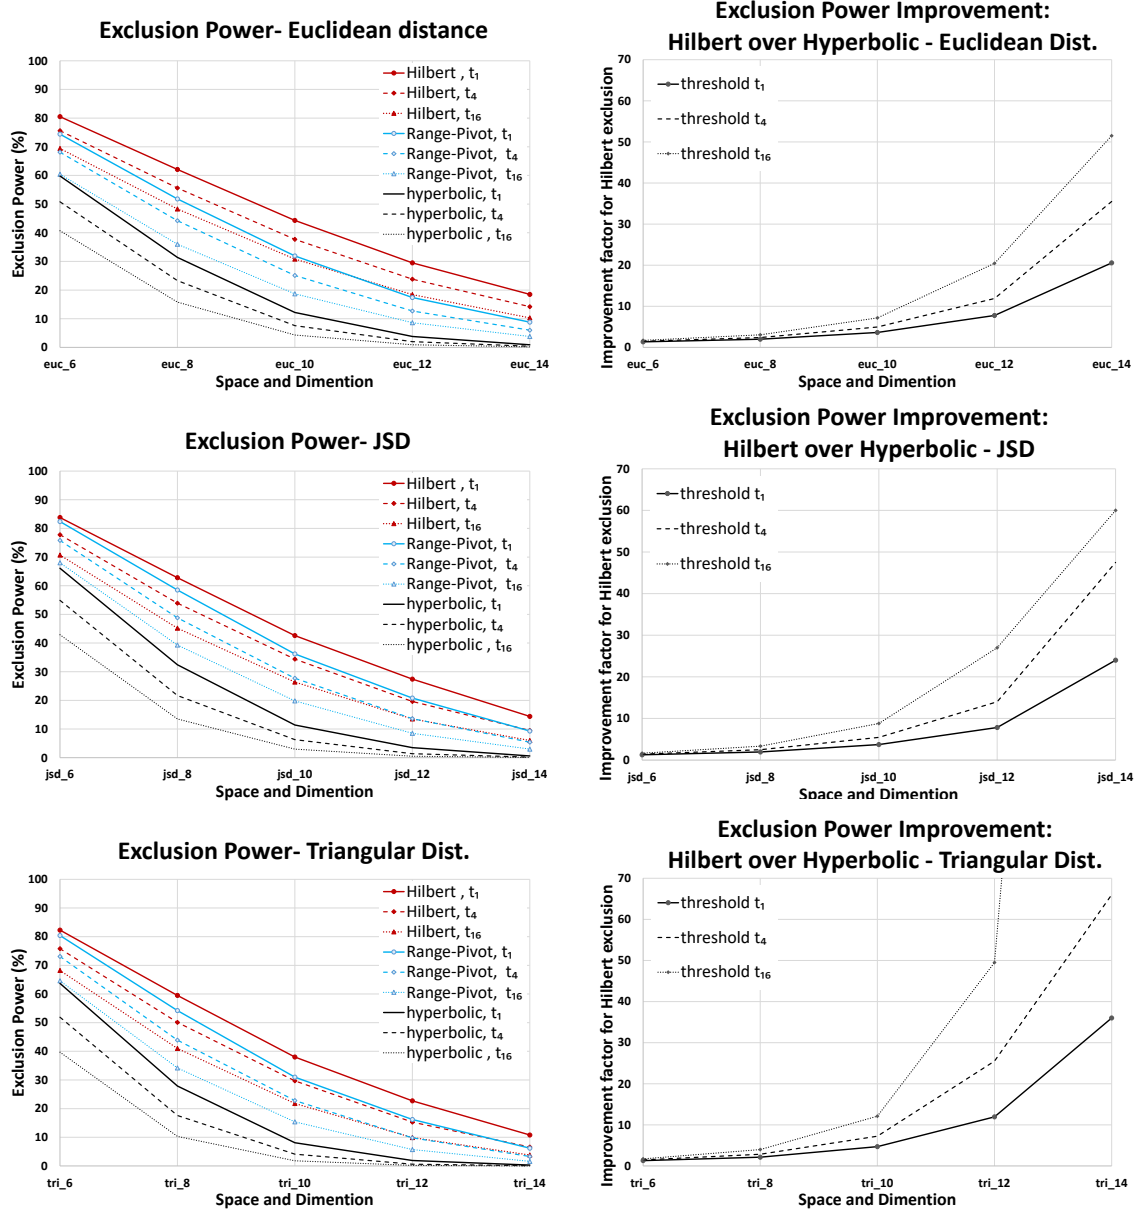 Exclusion Power- Euclidean distance
Exclusion Power (%)
100
90
80
70
60
50
40
30
20
10
0
Hilbert , t₁
Hilbert, t₄
Hilbert, t₁₆
Range-Pivot, t₁
Range-Pivot, t₄
Range-Pivot, t₁₆
hyperbolic, t₁
hyperbolic, t₄
hyperbolic , t₁₆
euc_6 euc_8 euc_10 euc_12 euc_14
Space and Dimention
Exclusion Power Improvement:
Hilbert over Hyperbolic - Euclidean Dist.
Improvement factor for Hilbert exclusion
70
60
50
40
30
20
10
0
threshold t₁
threshold t₄
threshold t₁₆
euc_6 euc_8 euc_10 euc_12 euc_14
Space and Dimention
Exclusion Power- JSD
Exclusion Power (%)
100
90
80
70
60
50
40
30
20
10
0
Hilbert , t₁
Hilbert, t₄
Hilbert, t₁₆
Range-Pivot, t₁
Range-Pivot, t₄
Range-Pivot, t₁₆
hyperbolic, t₁
hyperbolic, t₄
hyperbolic , t₁₆
jsd_6 jsd_8 jsd_10 jsd_12 jsd_14
Space and Dimention
Exclusion Power Improvement:
Hilbert over Hyperbolic - JSD
Improvement factor for Hilbert exclusion
70
60
50
40
30
20
10
0
threshold t₁
threshold t₄
threshold t₁₆
jsd_6 jsd_8 jsd_10 jsd_12 jsd_14
Space and Dimention
Exclusion Power- Triangular Dist.
Exclusion Power (%)
100
90
80
70
60
50
40
30
20
10
0
Hilbert , t₁
Hilbert, t₄
Hilbert, t₁₆
Range-Pivot, t₁
Range-Pivot, t₄
Range-Pivot, t₁₆
hyperbolic, t₁
hyperbolic, t₄
hyperbolic , t₁₆
tri_6 tri_8 tri_10 tri_12 tri_14
Space and Dimention
Exclusion Power Improvement:
Hilbert over Hyperbolic - Triangular Dist.
Improvement factor for Hilbert exclusion
70
60
50
40
30
20
10
0
threshold t₁
threshold t₄
threshold t₁₆
tri_6 tri_8 tri_10 tri_12 tri_14
Space and Dimention